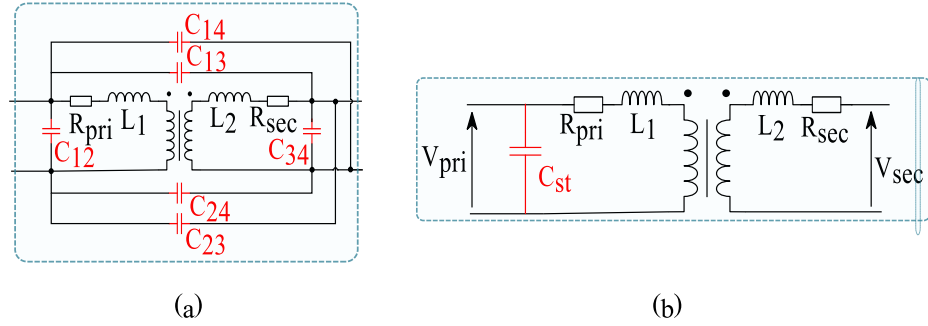 C14
C13
Rpri L1 L2 Rsec
C12 C34
C24
C23
(a)
Rpri L1 L2 Rsec
Vpri Cst Vsec
(b)